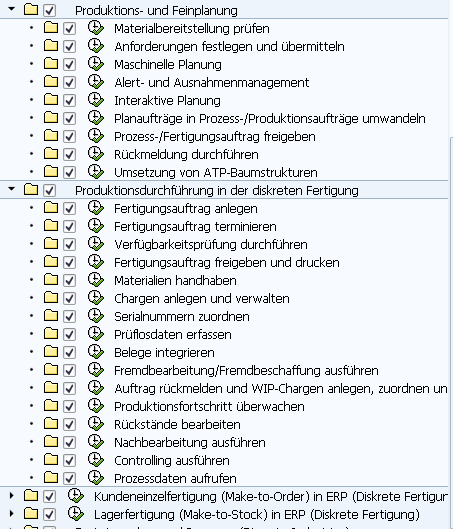 Produktions- und Feinplanung
Materialbereitstellung prüfen
Anforderungen festlegen und übermitteln
Maschinelle Planung
Alert- und Ausnahmenmanagement
Interaktive Planung
Planaufträge in Prozess-/Produktionsaufträge umwandeln
Prozess-/Fertigungsauftrag freigeben
Rückmeldung durchführen
Umsetzung von ATP-Baumstrukturen
Produktionsdurchführung in der diskreten Fertigung
Fertigungsauftrag anlegen
Fertigungsauftrag terminieren
Verfügbarkeitsprüfung durchführen
Fertigungsauftrag freigeben und drucken
Materialien handhaben
Chargen anlegen und verwalten
Serialnummern zuordnen
Prüflosdaten erfassen
Belege integrieren
Fremdbearbeitung/Fremdbeschaffung ausführen
Auftrag rückmelden und WIP-Chargen anlegen, zuordnen un
Produktionsfortschritt überwachen
Rückstände bearbeiten
Nachbearbeitung ausführen
Controlling ausführen
Prozessdaten aufrufen
Kundeneinzelfertigung (Make-to-Order) in ERP (Diskrete Fertigun
Lagerfertigung (Make-to-Stock) in ERP (Diskrete Fertigung)